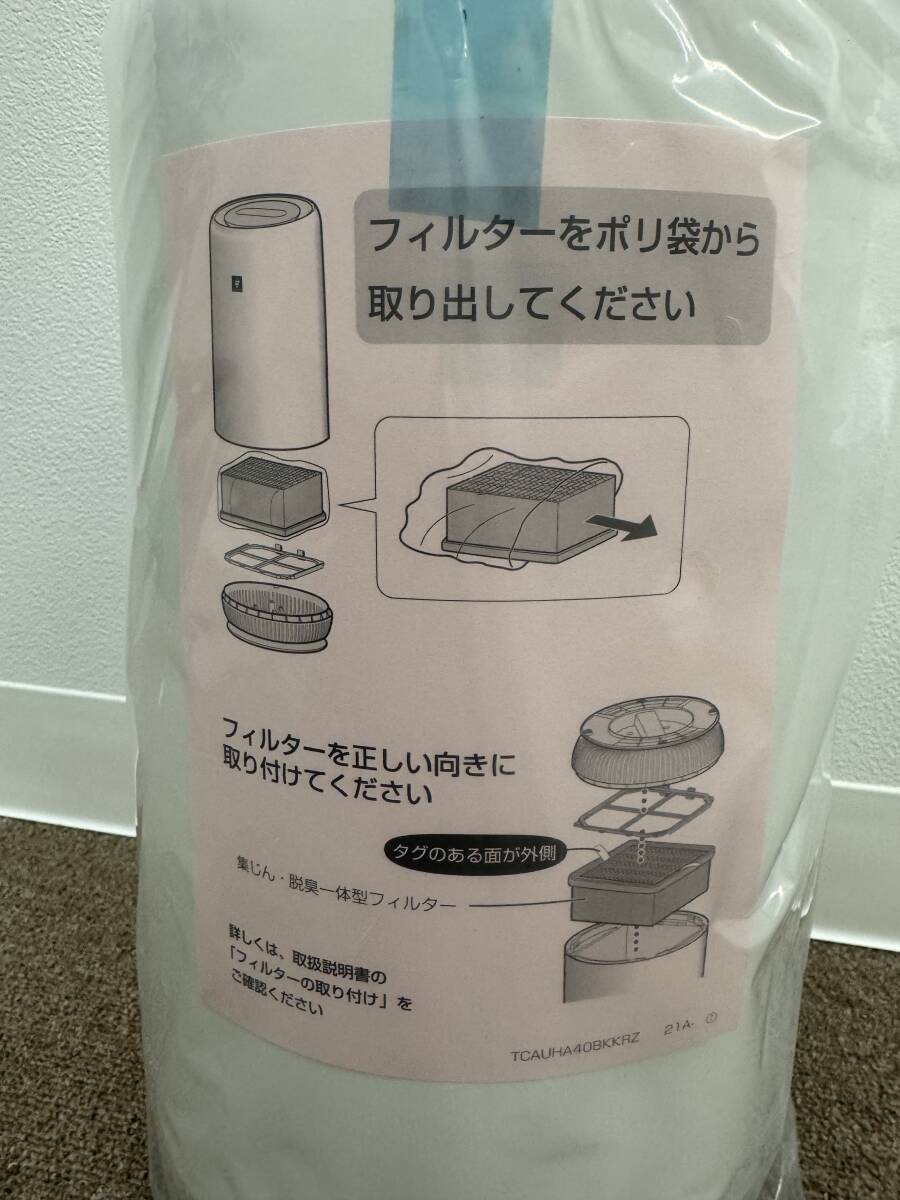 フィルターをポリ袋から
取り出してください
フィルターを正しい向きに
取り付けてください
タグのある面が外側
集じん・脱臭一体型フィルター
詳しくは、取扱説明書の
「フィルターの取り付け」を
ご確認ください
TCAUHA408KKRZ 21A- ①